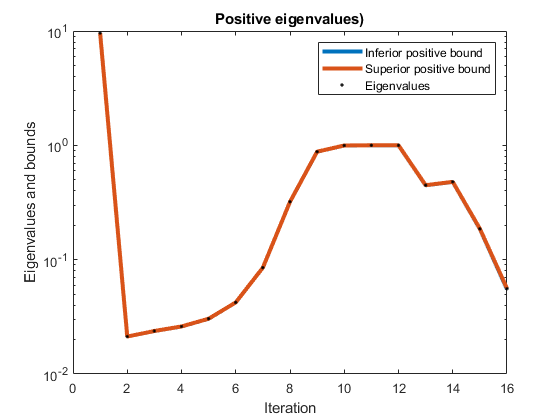 Positive eigenvalues)
Inferior positive bound
Superior positive bound
Eigenvalues
Eigenvalues and bounds
10^1
10^0
10^-1
10^-2
0 2 4 6 8 10 12 14 16
Iteration